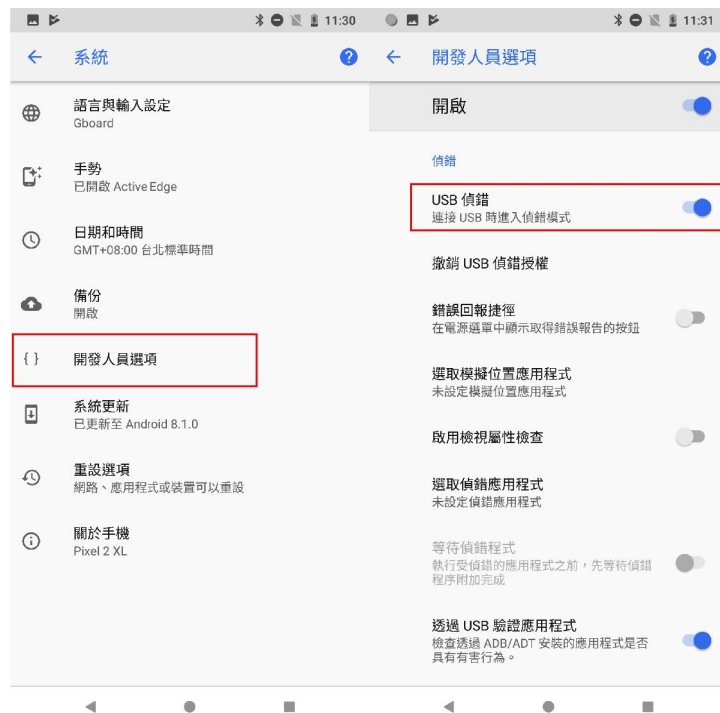 11:30
系統
語言與輸入設定
Gboard
手勢
已開啟 Active Edge
日期和時間
GMT+08:00 台北標準時間
備份
開啟
{ } 開發人員選項
系統更新
已更新至 Android 8.1.0
重設選項
網路、應用程式或裝置可以重設
關於手機
Pixel 2 XL
11:31
開發人員選項
開啟
偵錯
USB 偵錯
連接 USB 時進入偵錯模式
撤銷 USB 偵錯授權
錯誤回報捷徑
在電源選單中顯示取得錯誤報告的按鈕
選取模擬位置應用程式
未設定模擬位置應用程式
啟用檢視屬性檢查
選取偵錯應用程式
未設定偵錯應用程式
等待偵錯程式
執行受偵錯的應用程式之前，先等待偵錯
程序附加完成
透過 USB 驗證應用程式
檢查透過 ADB/ADT 安裝的應用程式是否
具有有害行為。